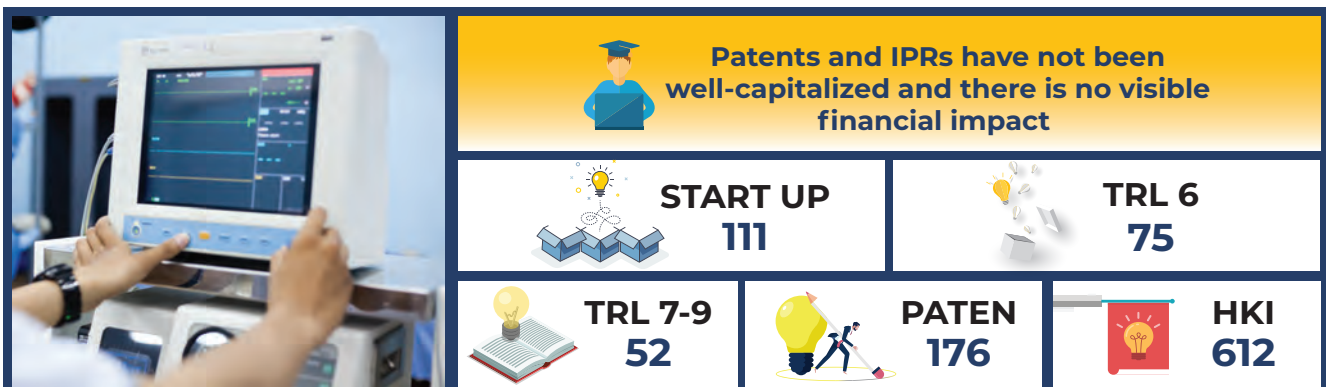 Patents and IPRs have not been
well-capitalized and there is no visible
financial impact
START UP
111
TRL 6
75
TRL 7-9
52
PATEN
176
HKI
612